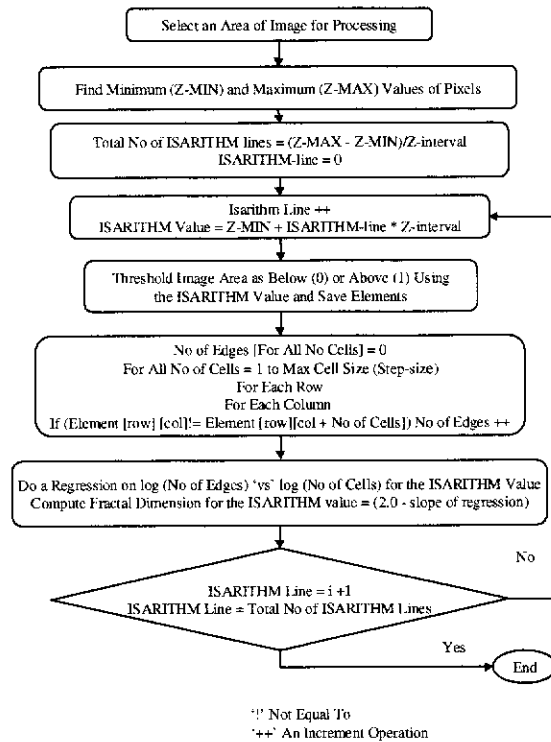 Select an Area of Image for Processing
Find Minimum (Z-MIN) and Maximum (Z-MAX) Values of Pixels
Total No of ISARITHM lines = (Z-MAX - Z-MIN)/Z-interval
ISARITHM-line = 0
Isarithm Line ++
ISARITHM Value = Z-MIN + ISARITHM-line * Z-interval
Threshold Image Area as Below (0) or Above (1) Using
the ISARITHM Value and Save Elements
No of Edges [For All No Cells] = 0
For All No of Cells = 1 to Max Cell Size (Step-size)
For Each Row
For Each Column
If (Element [row] [col]!= Element [row][col + No of Cells]) No of Edges ++
Do a Regression on log (No of Edges) 'vs' log (No of Cells) for the ISARITHM Value
Compute Fractal Dimension for the ISARITHM value = (2.0 - slope of regression)
ISARITHM Line = i +1
ISARITHM Line = Total No of ISARITHM Lines
No
Yes
End
'!' Not Equal To
'++' An Increment Operation